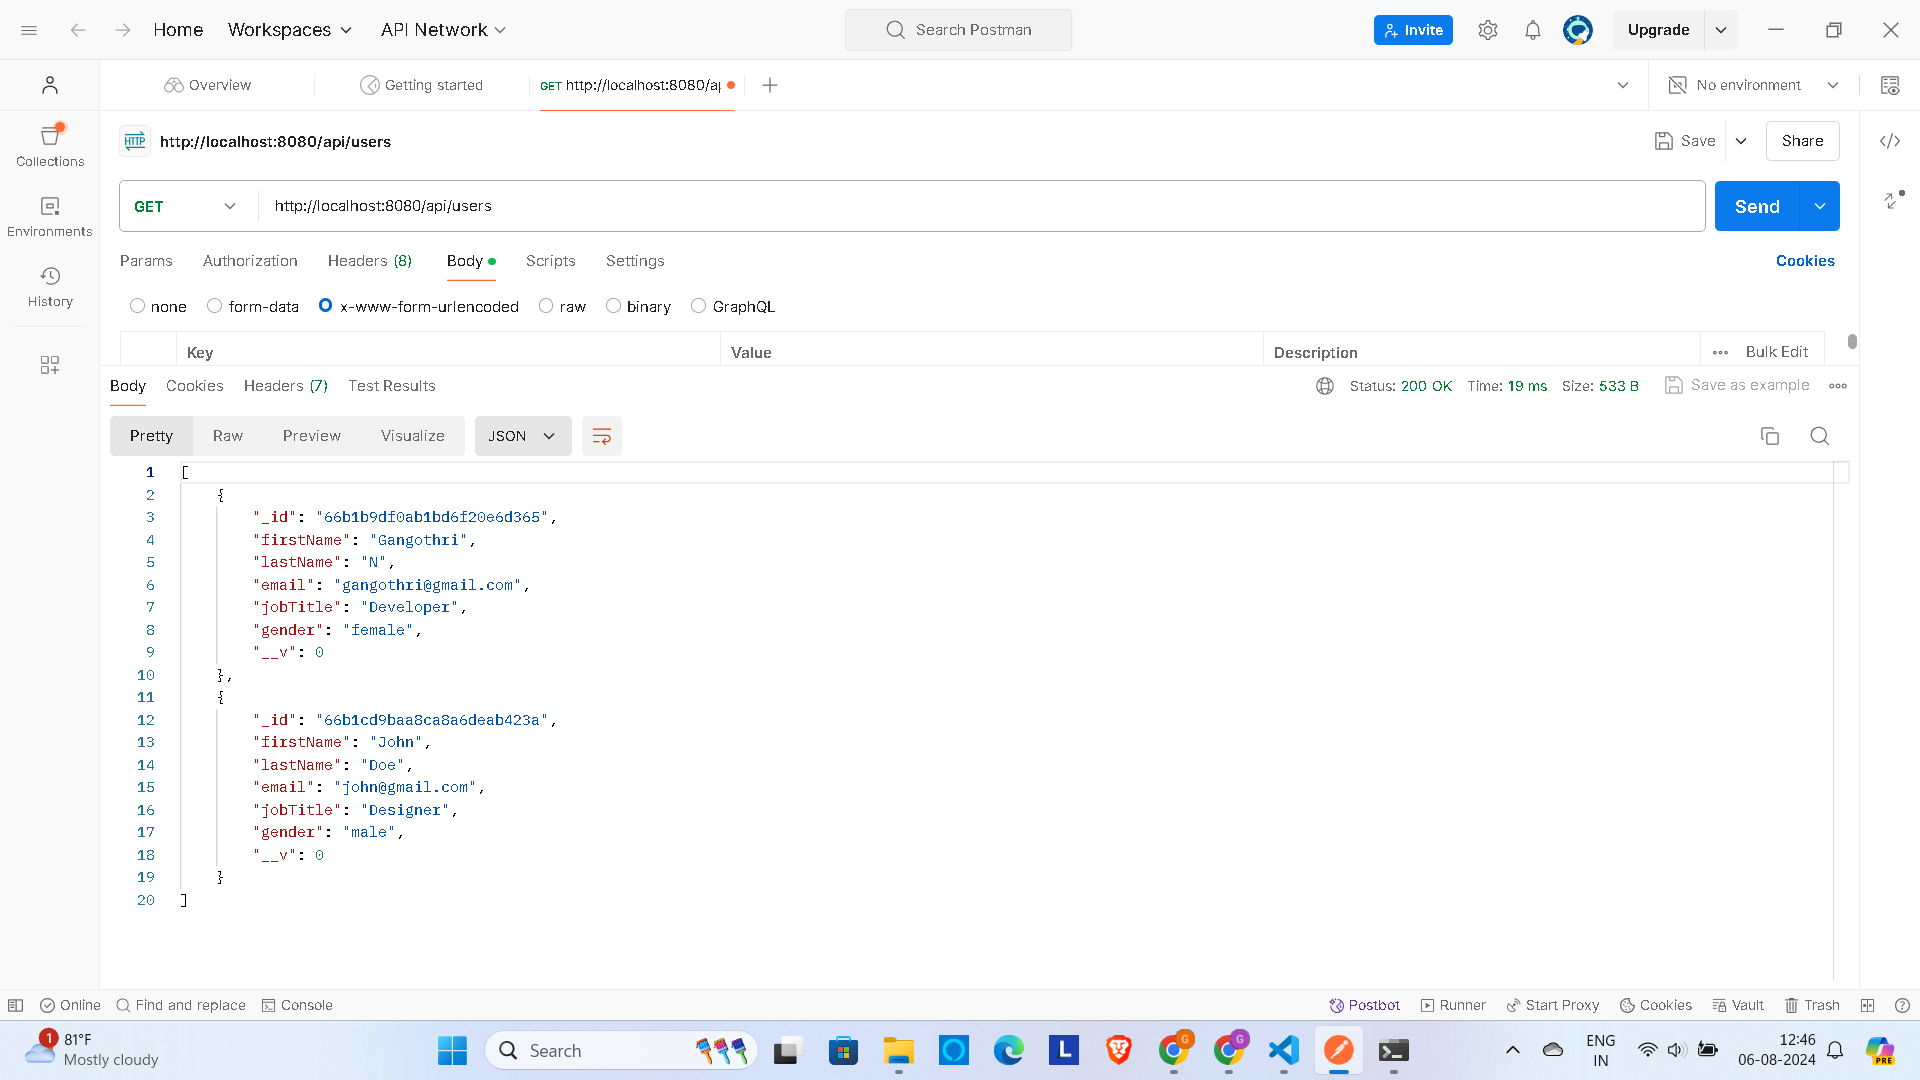 Home Workspaces API Network Search Postman Invite Upgrade
Overview Getting started GET http://localhost:8080/ap No environment
HTTP http://localhost:8080/api/users Save Share
Collections
GET http://localhost:8080/api/users Send
Environments
Params Authorization Headers (8) Body Scripts Settings Cookies
History
none form-data x-www-form-urlencoded raw binary GraphQL
Key Value Description Bulk Edit
Body Cookies Headers (7) Test Results Status: 200 OK Time: 19 ms Size: 533 B Save as example
Pretty Raw Preview Visualize JSON
1 [
2 {
3 "_id": "66b1b9df0ab1bd6f20e6d365",
4 "firstName": "Gangothri",
5 "lastName": "N",
6 "email": "gangothri@gmail.com",
7 "jobTitle": "Developer",
8 "gender": "female",
9 "__v": 0
10 },
11 {
12 "_id": "66b1cd9baa8ca8a6deab423a",
13 "firstName": "John",
14 "lastName": "Doe",
15 "email": "john@gmail.com",
16 "jobTitle": "Designer",
17 "gender": "male",
18 "__v": 0
19 }
20 ]
Online Find and replace Console Postbot Runner Start Proxy Cookies Vault Trash
1 81°F Search L G G ENG 12:46
Mostly cloudy IN 06-08-2024 PRE